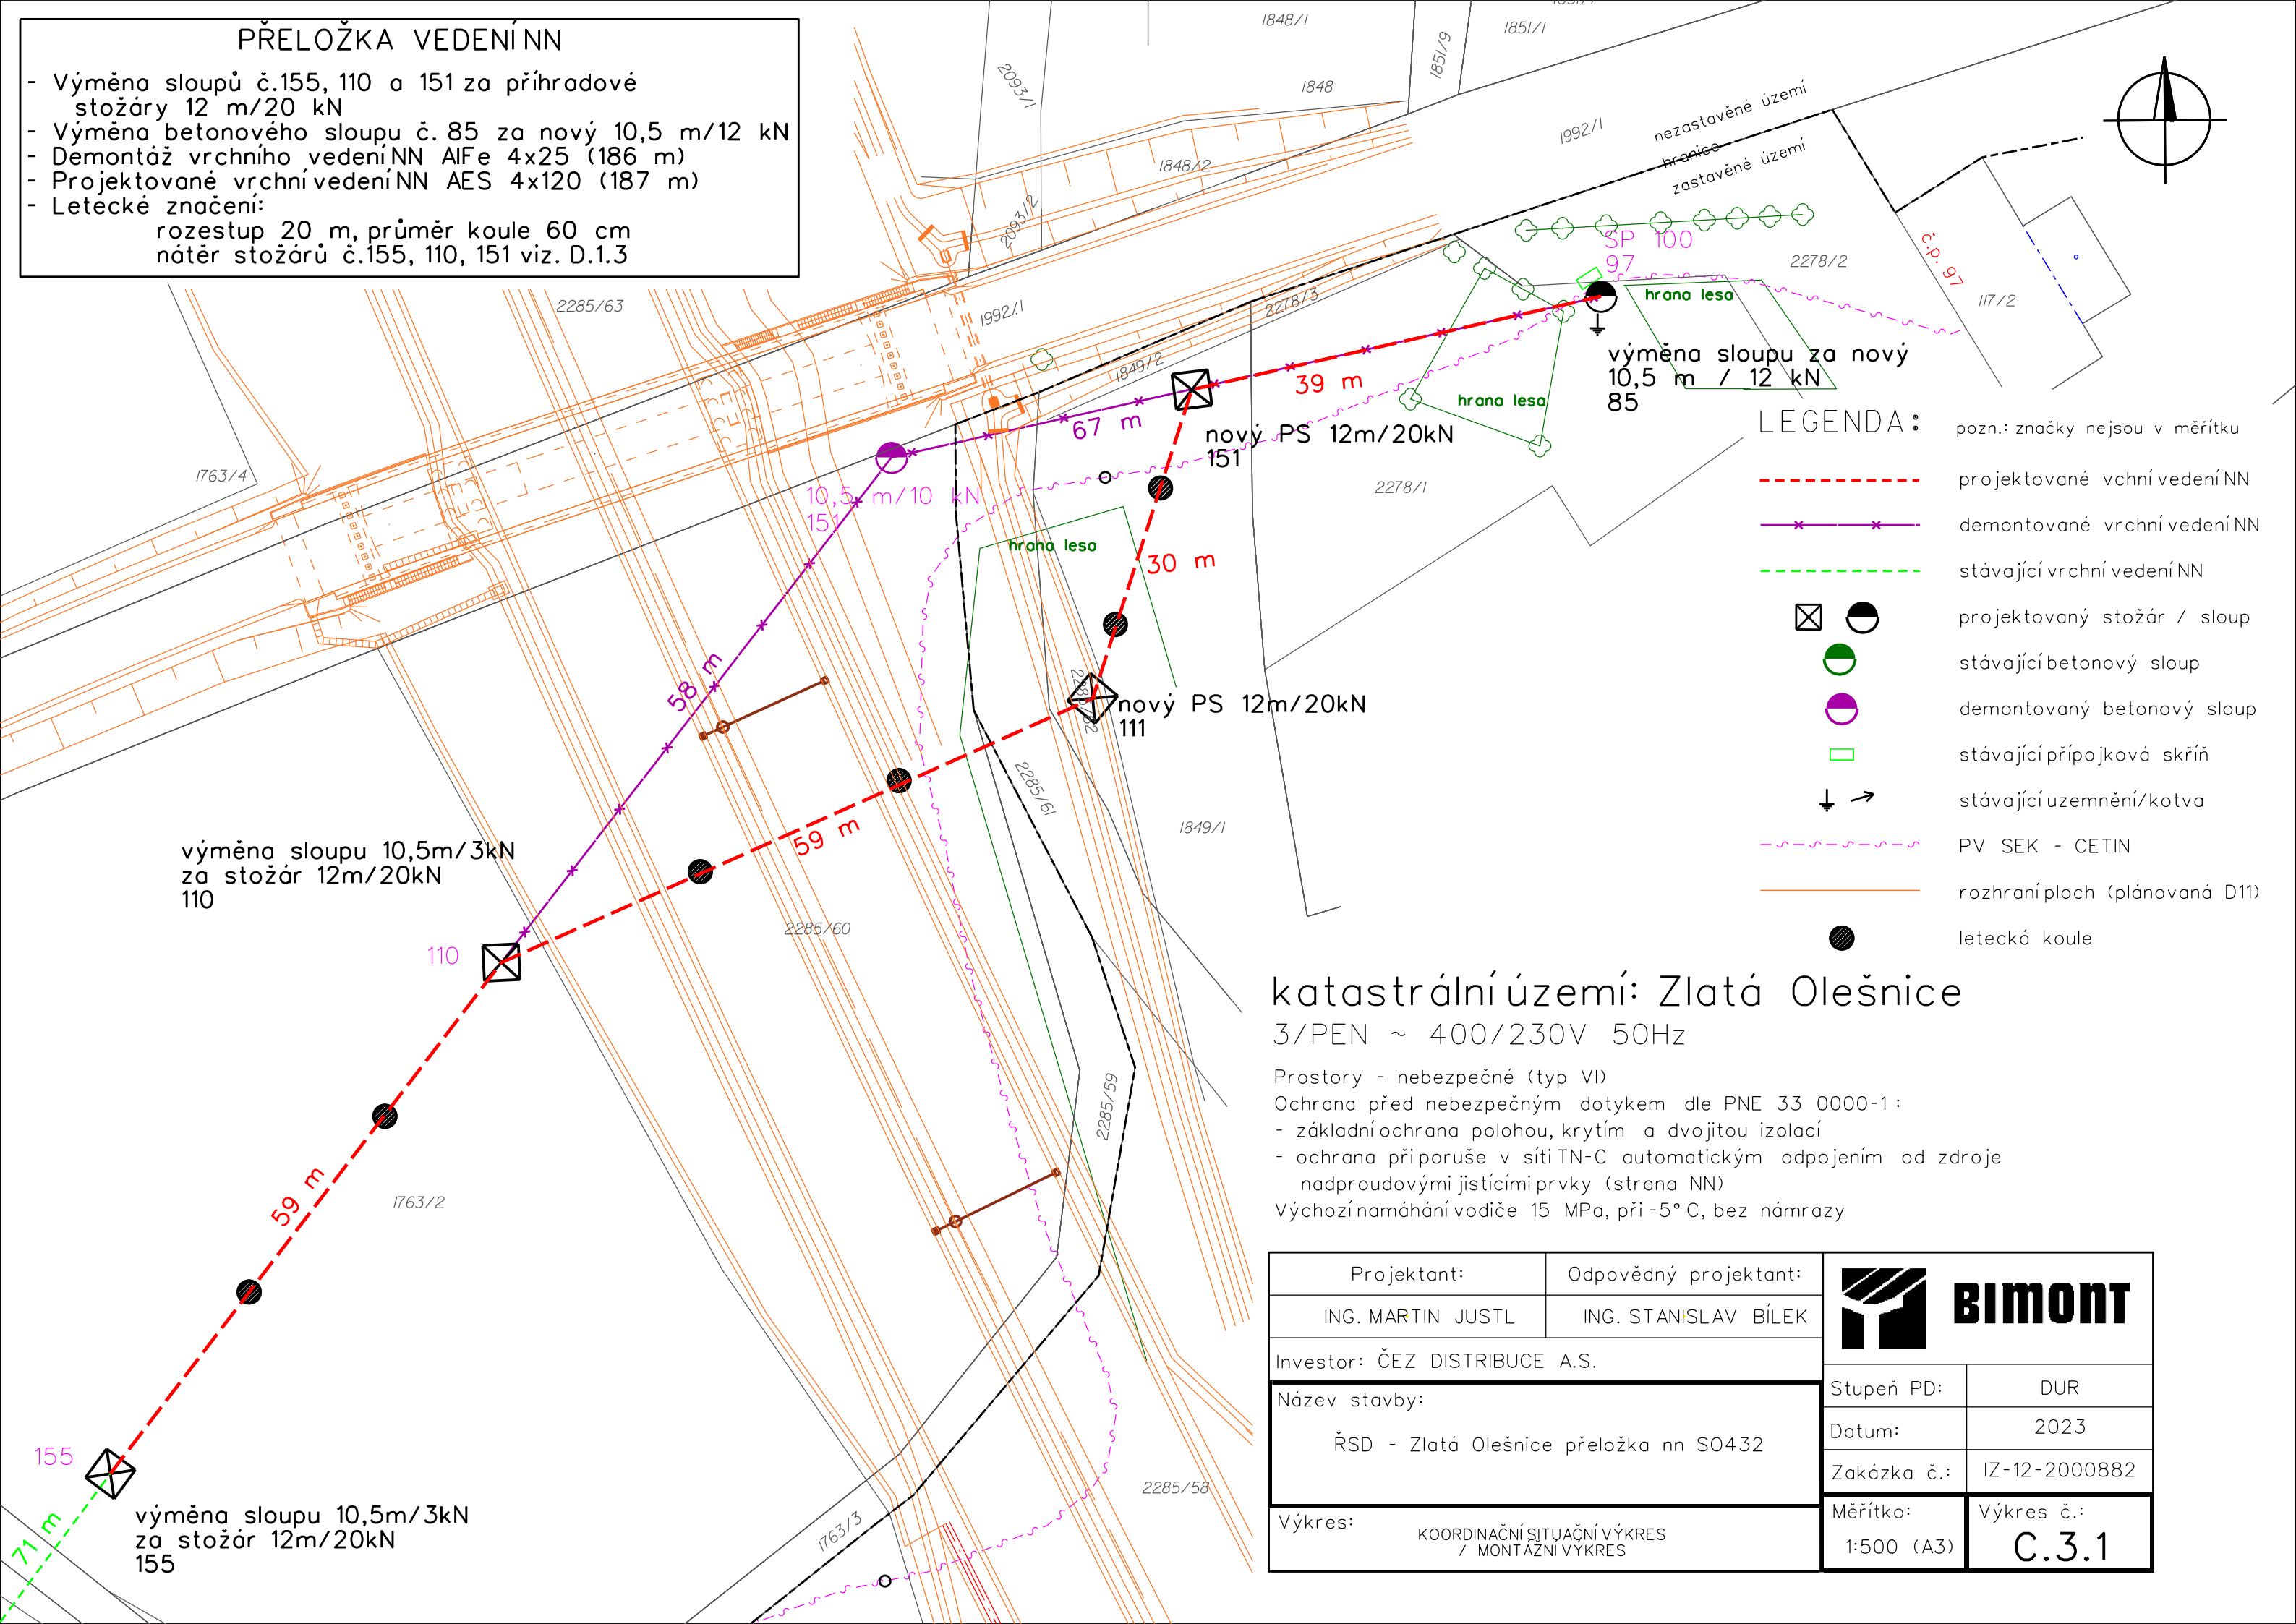 PŘELOŽKA VEDENÍ NN
- Výměna sloupů č.155, 110 a 151 za příhradové
stožáry 12 m/20 kN
- Výměna betonového sloupu č. 85 za nový 10,5 m/12 kN
- Demontáž vrchního vedení NN AlFe 4x25 (186 m)
- Projektované vrchní vedení NN AES 4x120 (187 m)
- Letecké značení:
rozestup 20 m, průměr koule 60 cm
nátěr stožárů č.155, 110, 151 viz. D.1.3
1848/1
1851/1
1851/9
2093/1
1848
1848/2
2093/2
1992/1
nezastavěné území
hranice
zastavěné území
SP 100
97
2278/2
č.p. 97
117/2
2285/63
1992/1
2278/3
hrana lesa
1849/2
39 m
výměna sloupu za nový
10,5 m / 12 kN
85
hrana lesa
67 m
nový PS 12m/20kN
151
1763/4
10,5 m/10 kN
151
2278/1
hrana lesa
30 m
58 m
2285/62
nový PS 12m/20kN
111
2285/61
1849/1
59 m
výměna sloupu 10,5m/3kN
za stožár 12m/20kN
110
110
2285/60
2285/59
59 m
1763/2
155
výměna sloupu 10,5m/3kN
za stožár 12m/20kN
155
71 m
1763/3
2285/58
LEGENDA:
pozn.: značky nejsou v měřítku
projektované vchní vedení NN
demontované vrchní vedení NN
stávající vrchní vedení NN
projektovaný stožár / sloup
stávající betonový sloup
demontovaný betonový sloup
stávající přípojková skříň
stávající uzemnění/kotva
PV SEK - CETIN
rozhraní ploch (plánovaná D11)
letecká koule
katastrální území: Zlatá Olešnice
3/PEN ~ 400/230V 50Hz
Prostory - nebezpečné (typ VI)
Ochrana před nebezpečným dotykem dle PNE 33 0000-1 :
- základní ochrana polohou, krytím a dvojitou izolací
- ochrana při poruše v síti TN-C automatickým odpojením od zdroje
nadproudovými jistícími prvky (strana NN)
Výchozí namáhání vodiče 15 MPa, při -5°C, bez námrazy
Projektant:
Odpovědný projektant:
ING. MARTIN JUSTL
ING. STANISLAV BÍLEK
BIMONT
Investor: ČEZ DISTRIBUCE A.S.
Název stavby:
ŘSD - Zlatá Olešnice přeložka nn SO432
Stupeň PD:
DUR
Datum:
2023
Zakázka č.:
IZ-12-2000882
Výkres:
KOORDINAČNÍ SITUAČNÍ VÝKRES
/ MONTÁŽNÍ VÝKRES
Měřítko:
1:500 (A3)
Výkres č.:
C.3.1